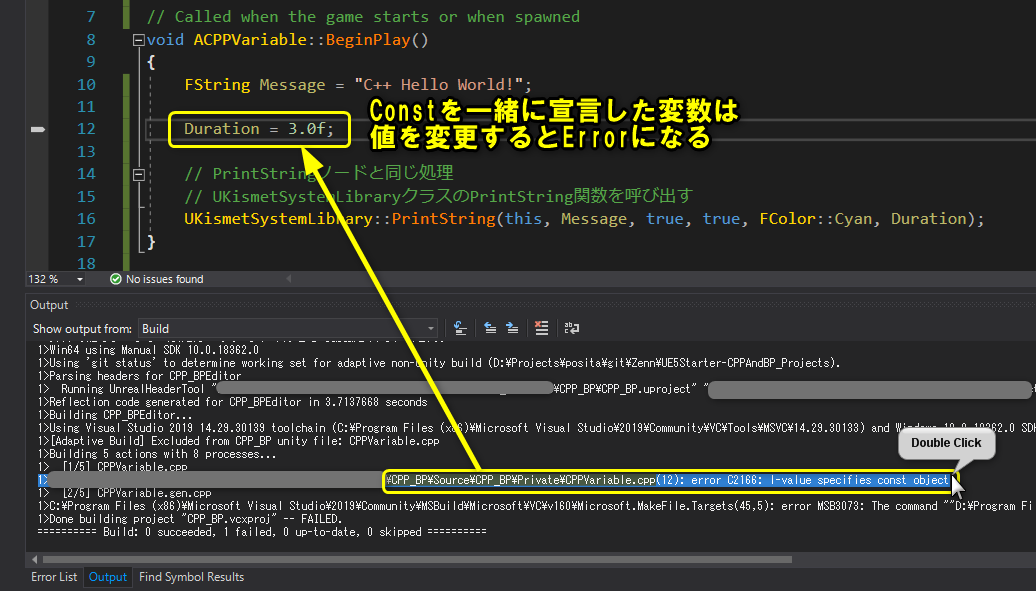 7 // Called when the game starts or when spawned
8 void ACPPVariable::BeginPlay()
9 {
10 FString Message = "C++ Hello World!";
11
12 Duration = 3.0f;
Constを一緒に宣言した変数は
値を変更するとErrorになる
13
14 // PrintStringノードと同じ処理
15 // UKismetSystemLibraryクラスのPrintString関数を呼び出す
16 UKismetSystemLibrary::PrintString(this, Message, true, true, FColor::Cyan, Duration);
17 }
18
132 % No issues found
Output
Show output from: Build
1>Win64 using Manual SDK 10.0.18362.0
1>Using 'git status' to determine working set for adaptive non-unity build (D:¥Projects¥posita¥git¥Zenn¥UE5Starter-CPPAndBP_Projects).
1>Parsing headers for CPP_BPEditor
1> Running UnrealHeaderTool " ¥CPP_BP¥CPP_BP.uproject" "
1>Reflection code generated for CPP_BPEditor in 3.7137668 seconds
1>Building CPP_BPEditor...
1>Using Visual Studio 2019 14.29.30139 toolchain (C:¥Program Files (x86)¥Microsoft Visual Studio¥2019¥Community¥VC¥Tools¥MSVC¥14.29.30133) and Windows 10.0.18362.0 SDK
1>[Adaptive Build] Excluded from CPP_BP unity file: CPPVariable.cpp
1>Building 5 actions with 8 processes...
Double Click
1> [1/5] CPPVariable.cpp
1> ¥CPP_BP¥Source¥CPP_BP¥Private¥CPPVariable.cpp(12): error C2166: l-value specifies const object
1> [2/5] CPPVariable.gen.cpp
1>C:¥Program Files (x86)¥Microsoft Visual Studio¥2019¥Community¥MSBuild¥Microsoft¥VC¥v160¥Microsoft.MakeFile.Targets(45,5): error MSB3073: The command ""D:¥Program Fi
1>Done building project "CPP_BP.vcxproj" -- FAILED.
========== Build: 0 succeeded, 1 failed, 0 up-to-date, 0 skipped ==========
Error List Output Find Symbol Results